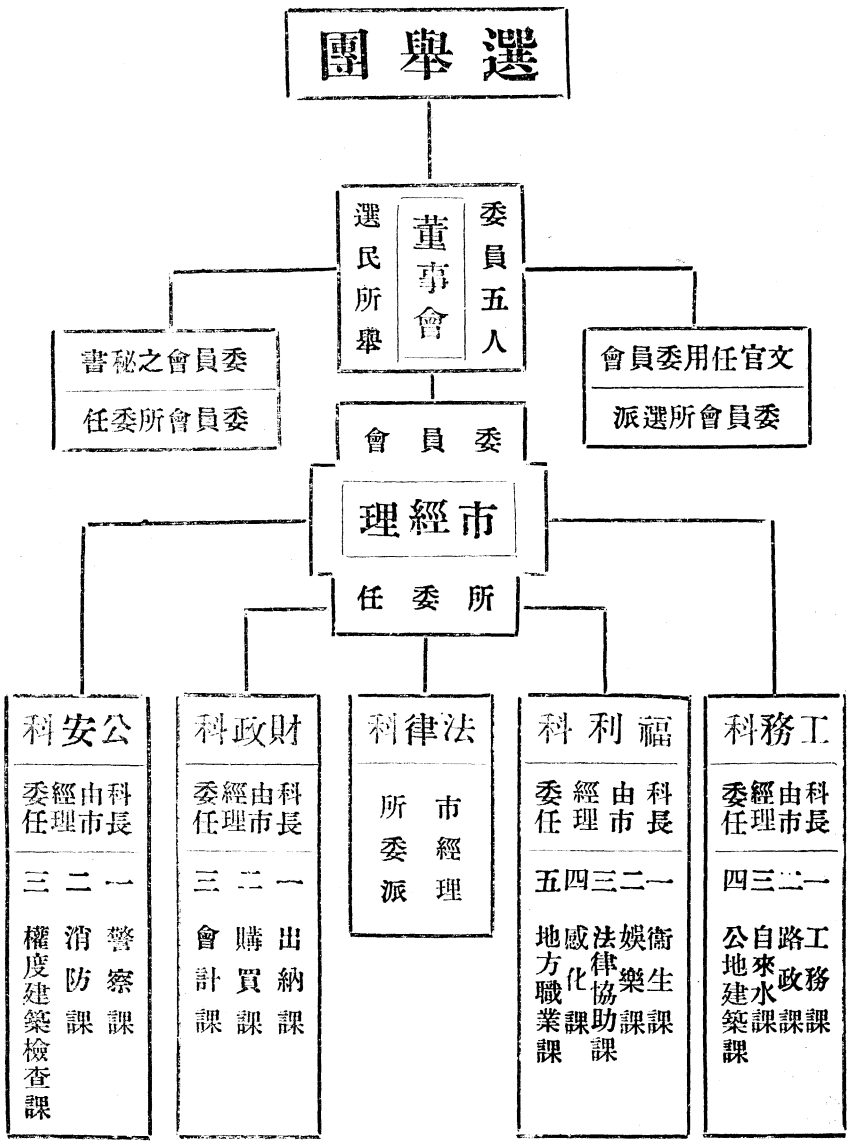 選舉團
委員五人
董事會
選民所舉
文官任用委員會
委員會所選派
委員會之秘書
委員會所委任
委員會
市經理
所委任
工務科
科長
由市
經理
委任
一 工務課
二 路政課
三 自來水課
四 公地建築課
福利科
科長
由市
經理
委任
一 衞生課
二 娛樂課
三 法律協助課
四 感化課
五 地方職業課
法律科
市經理
所委派
財政科
科長
由市
經理
委任
一 出納課
二 購買課
三 會計課
公安科
科長
由市
經理
委任
一 警察課
二 消防課
三 權度建築檢查課